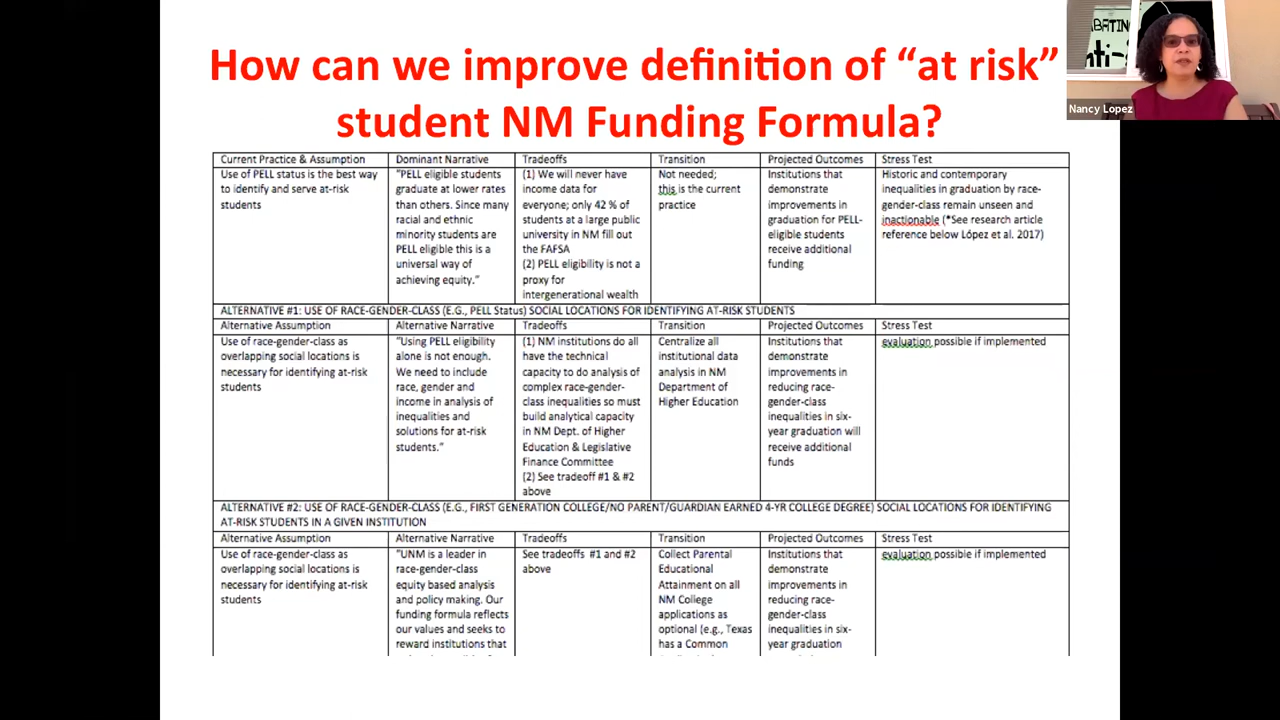 How can we improve definition of “at risk”
student NM Funding Formula?
ABATIN
nti-
Nancy Lopez
Current Practice & Assumption
Dominant Narrative
Tradeoffs
Transition
Projected Outcomes
Stress Test
Use of PELL status is the best way
to identify and serve at-risk
students
“PELL eligible students
graduate at lower rates
than others. Since many
racial and ethnic
minority students are
PELL eligible this is a
universal way of
achieving equity.”
(1) We will never have
income data for
everyone; only 42 % of
students at a large public
university in NM fill out
the FAFSA
(2) PELL eligibility is not a
proxy for
intergenerational wealth
Not needed;
this is the current
practice
Institutions that
demonstrate
improvements in
graduation for PELL-
eligible students
receive additional
funding
Historic and contemporary
inequalities in graduation by race-
gender-class remain unseen and
inactionable (*See research article
reference below López et al. 2017)
ALTERNATIVE #1: USE OF RACE-GENDER-CLASS (E.G., PELL Status) SOCIAL LOCATIONS FOR IDENTIFYING AT-RISK STUDENTS
Alternative Assumption
Alternative Narrative
Tradeoffs
Transition
Projected Outcomes
Stress Test
Use of race-gender-class as
overlapping social locations is
necessary for identifying at-risk
students
“Using PELL eligibility
alone is not enough.
We need to include
race, gender and
income in analysis of
inequalities and
solutions for at-risk
students.”
(1) NM institutions do all
have the technical
capacity to do analysis of
complex race-gender-
class inequalities so must
build analytical capacity
in NM Dept. of Higher
Education & Legislative
Finance Committee
(2) See tradeoff #1 & #2
above
Centralize all
institutional data
analysis in NM
Department of
Higher Education
Institutions that
demonstrate
improvements in
reducing race-
gender-class
inequalities in six-
year graduation will
receive additional
funds
evaluation possible if implemented
ALTERNATIVE #2: USE OF RACE-GENDER-CLASS (E.G., FIRST GENERATION COLLEGE/NO PARENT/GUARDIAN EARNED 4-YR COLLEGE DEGREE) SOCIAL LOCATIONS FOR IDENTIFYING
AT-RISK STUDENTS IN A GIVEN INSTITUTION
Alternative Assumption
Alternative Narrative
Tradeoffs
Transition
Projected Outcomes
Stress Test
Use of race-gender-class as
overlapping social locations is
necessary for identifying at-risk
students
“UNM is a leader in
race-gender-class
equity based analysis
and policy making. Our
funding formula reflects
our values and seeks to
reward institutions that
See tradeoffs #1 and #2
above
Collect Parental
Educational
Attainment on all
NM College
applications as
optional (e.g., Texas
has a Common
Institutions that
demonstrate
improvements in
reducing race-
gender-class
inequalities in six-
year graduation
evaluation possible if implemented